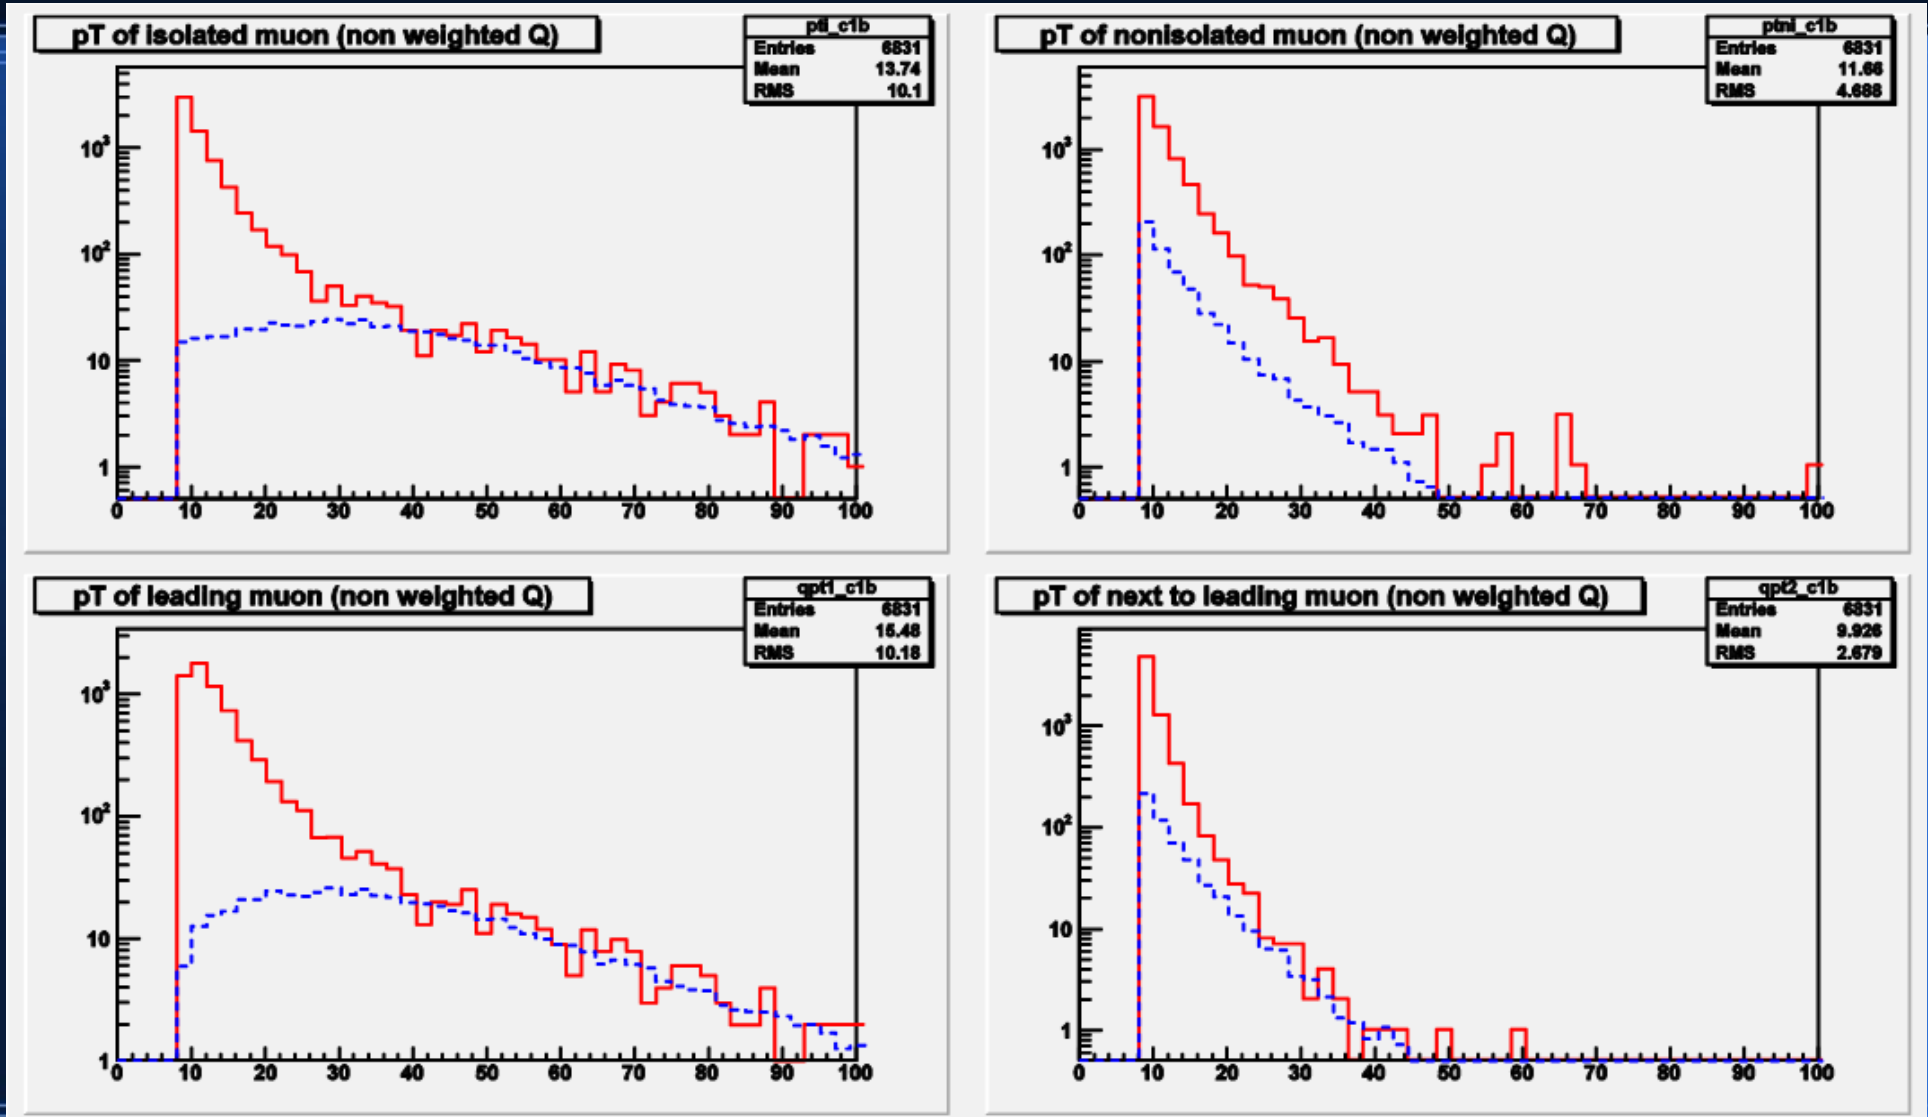 pT of isolated muon (non weighted Q)
pti_c1b
Entries 6831
Mean 13.74
RMS 10.1
10³
10²
10
1
0 10 20 30 40 50 60 70 80 90 100
pT of nonisolated muon (non weighted Q)
ptni_c1b
Entries 6831
Mean 11.66
RMS 4.688
10³
10²
10
1
0 10 20 30 40 50 60 70 80 90 100
pT of leading muon (non weighted Q)
qpt1_c1b
Entries 6831
Mean 15.48
RMS 10.18
10³
10²
10
1
0 10 20 30 40 50 60 70 80 90 100
pT of next to leading muon (non weighted Q)
qpt2_c1b
Entries 6831
Mean 9.926
RMS 2.679
10³
10²
10
1
0 10 20 30 40 50 60 70 80 90 100